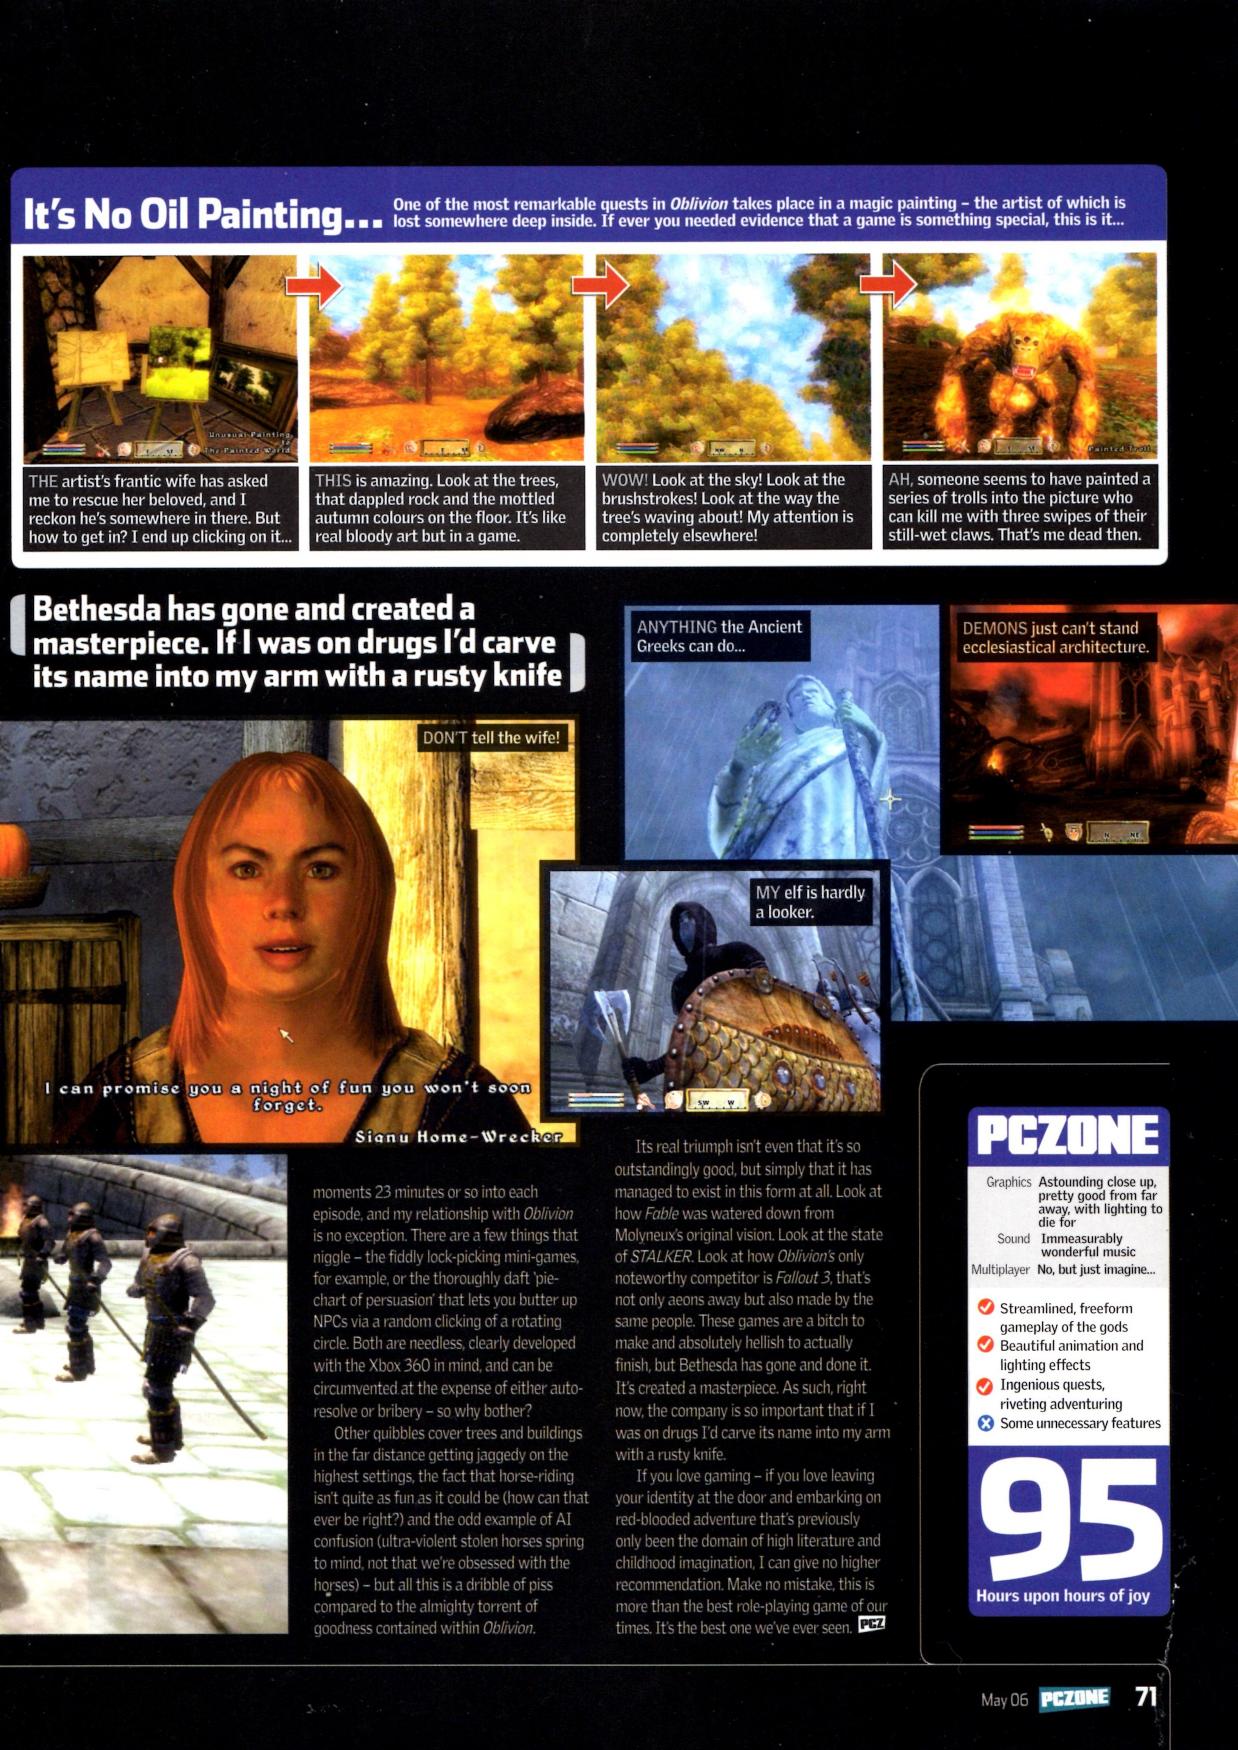 It's No Oil Painting...
One of the most remarkable quests in Oblivion takes place in a magic painting – the artist of which is
lost somewhere deep inside. If ever you needed evidence that a game is something special, this is it...
Unusual Painting
to
The Painted World
Painted Troll
THE artist's frantic wife has asked
me to rescue her beloved, and I
reckon he's somewhere in there. But
how to get in? I end up clicking on it...
THIS is amazing. Look at the trees,
that dappled rock and the mottled
autumn colours on the floor. It's like
real bloody art but in a game.
WOW! Look at the sky! Look at the
brushstrokes! Look at the way the
tree's waving about! My attention is
completely elsewhere!
AH, someone seems to have painted a
series of trolls into the picture who
can kill me with three swipes of their
still-wet claws. That's me dead then.
Bethesda has gone and created a
masterpiece. If I was on drugs I'd carve
its name into my arm with a rusty knife
DON'T tell the wife!
I can promise you a night of fun you won't soon
forget.
Signu Home-Wrecker
ANYTHING the Ancient
Greeks can do...
DEMONS just can't stand
ecclesiastical architecture.
N NE
MY elf is hardly
a looker.
SW W
moments 23 minutes or so into each
episode, and my relationship with Oblivion
is no exception. There are a few things that
niggle – the fiddly lock-picking mini-games,
for example, or the thoroughly daft 'pie-
chart of persuasion' that lets you butter up
NPCs via a random clicking of a rotating
circle. Both are needless, clearly developed
with the Xbox 360 in mind, and can be
circumvented at the expense of either auto-
resolve or bribery – so why bother?
Other quibbles cover trees and buildings
in the far distance getting jaggedy on the
highest settings, the fact that horse-riding
isn't quite as fun as it could be (how can that
ever be right?) and the odd example of AI
confusion (ultra-violent stolen horses spring
to mind, not that we're obsessed with the
horses) – but all this is a dribble of piss
compared to the almighty torrent of
goodness contained within Oblivion.
Its real triumph isn't even that it's so
outstandingly good, but simply that it has
managed to exist in this form at all. Look at
how Fable was watered down from
Molyneux's original vision. Look at the state
of STALKER. Look at how Oblivion's only
noteworthy competitor is Fallout 3, that's
not only aeons away but also made by the
same people. These games are a bitch to
make and absolutely hellish to actually
finish, but Bethesda has gone and done it.
It's created a masterpiece. As such, right
now, the company is so important that if I
was on drugs I'd carve its name into my arm
with a rusty knife.
If you love gaming – if you love leaving
your identity at the door and embarking on
red-blooded adventure that's previously
only been the domain of high literature and
childhood imagination, I can give no higher
recommendation. Make no mistake, this is
more than the best role-playing game of our
times. It's the best one we've ever seen. PCZ
PCZONE
Graphics Astounding close up,
pretty good from far
away, with lighting to
die for
Sound Immeasurably
wonderful music
Multiplayer No, but just imagine...
Streamlined, freeform
gameplay of the gods
Beautiful animation and
lighting effects
Ingenious quests,
riveting adventuring
Some unnecessary features
95
Hours upon hours of joy
May 06 PCZONE 71